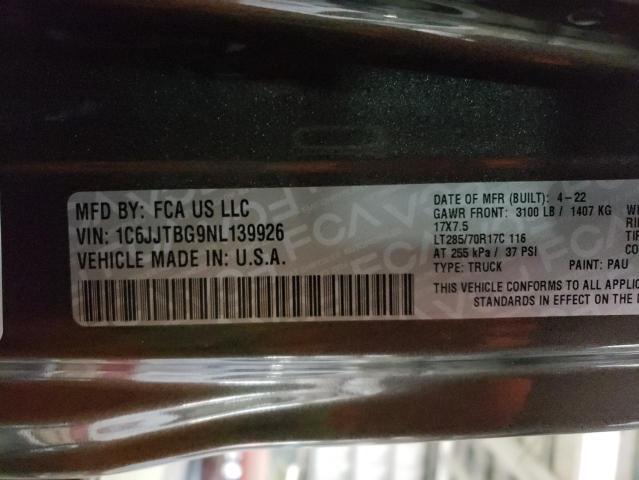 MFD BY: FCA US LLC
VIN: 1C6JJTBG9NL139926
VEHICLE MADE IN: U.S.A.
DATE OF MFR (BUILT): 4-22
GAWR FRONT: 3100 LB / 1407 KG
17X7.5
LT285/70R17C 116
AT 255 kPa / 37 PSI
TYPE: TRUCK PAINT: PAU
THIS VEHICLE CONFORMS TO ALL
STANDARDS IN EFFECT ON THE